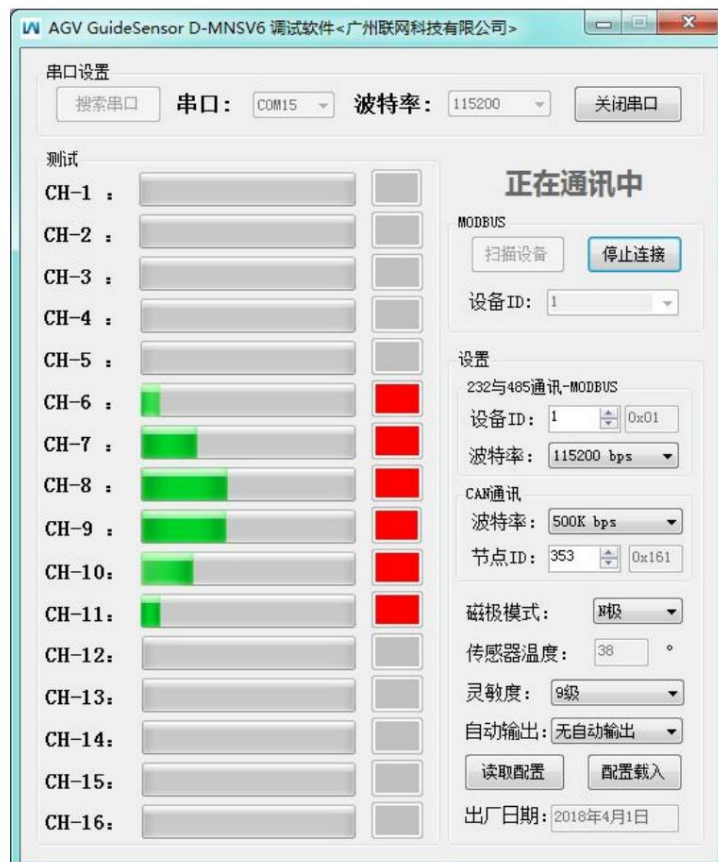 AGV GuideSensor D-MNSV6 调试软件<广州联网科技有限公司>
串口设置
搜索串口 串口: COM15 波特率: 115200 关闭串口
测试
CH-1 :
CH-2 :
CH-3 :
CH-4 :
CH-5 :
CH-6 :
CH-7 :
CH-8 :
CH-9 :
CH-10:
CH-11:
CH-12:
CH-13:
CH-14:
CH-15:
CH-16:
正在通讯中
MODBUS
扫描设备 停止连接
设备ID: 1
设置
232与485通讯-MODBUS
设备ID: 1 0x01
波特率: 115200 bps
CAN通讯
波特率: 500K bps
节点ID: 353 0x161
磁极模式: N极
传感器温度: 38 °
灵敏度: 9级
自动输出: 无自动输出
读取配置 配置载入
出厂日期: 2018年4月1日